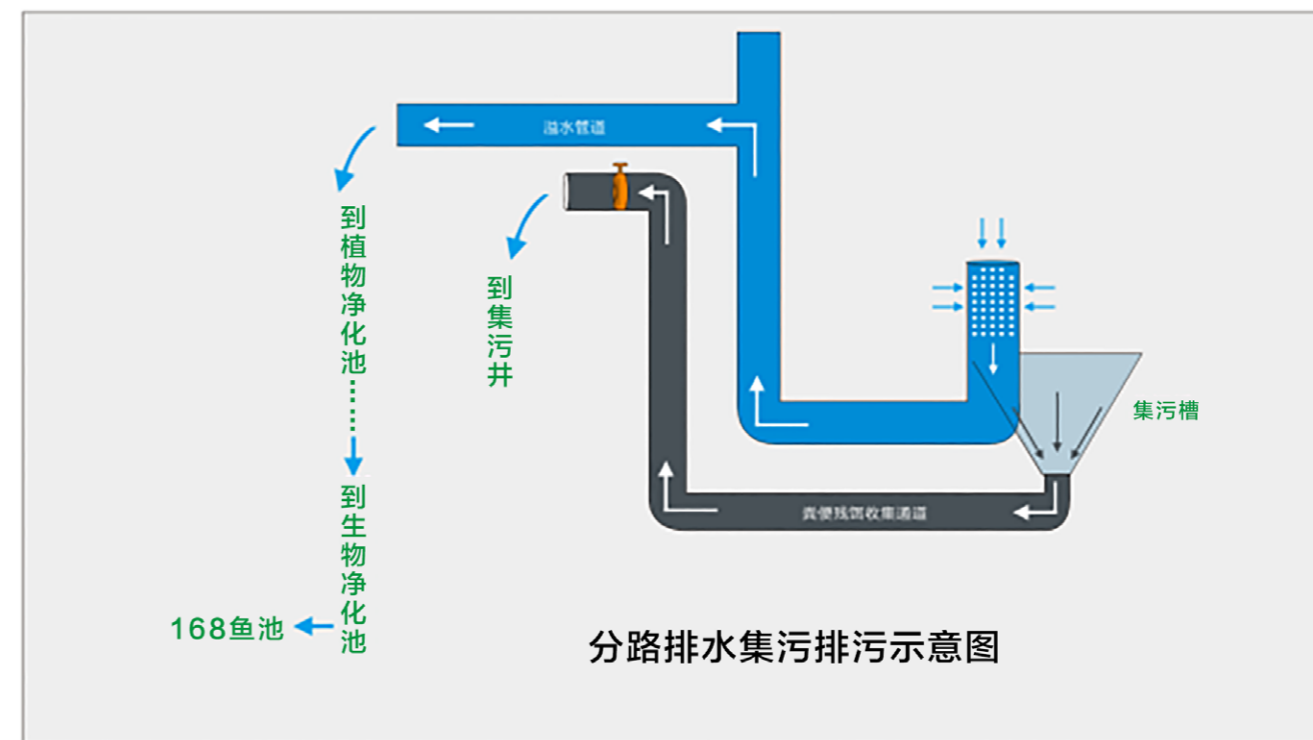 溢水管道
到植物净化池……
到集污井
集污槽
到生物净化池
粪便残饵收集通道
168鱼池
分路排水集污排污示意图